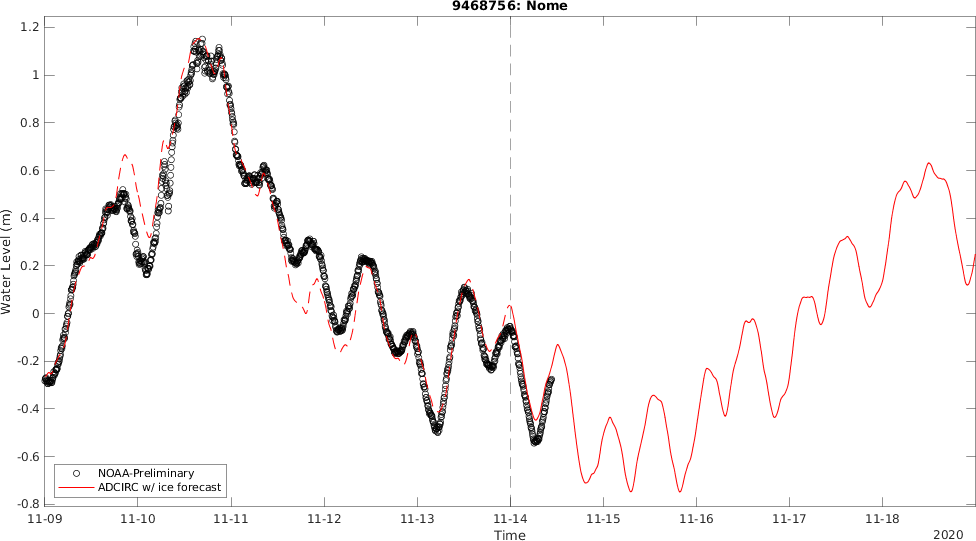 9468756: Nome
1.2
1
0.8
0.6
0.4
0.2
0
-0.2
-0.4
-0.6
-0.8
Water Level (m)
NOAA-Preliminary
ADCIRC w/ ice forecast
11-09 11-10 11-11 11-12 11-13 11-14 11-15 11-16 11-17 11-18
Time
2020